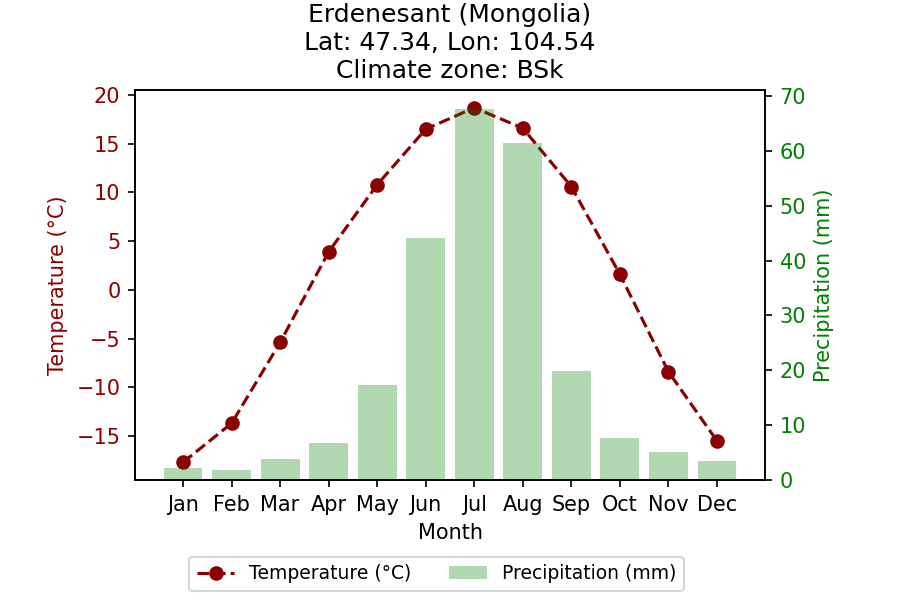 Erdenesant (Mongolia)
Lat: 47.34, Lon: 104.54
Climate zone: BSk
20
15
10
5
0
−5
−10
−15
Temperature (°C)
70
60
50
40
30
20
10
0
Precipitation (mm)
Jan Feb Mar Apr May Jun Jul Aug Sep Oct Nov Dec
Month
Temperature (°C) Precipitation (mm)